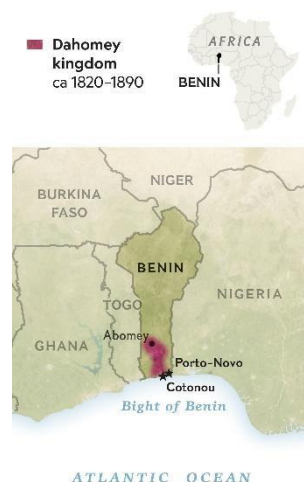 Dahomey
kingdom
ca 1820–1890
AFRICA
BENIN
NIGER
BURKINA
FASO
BENIN
NIGERIA
TOGO
Abomey
GHANA
Porto-Novo
Cotonou
Bight of Benin
ATLANTIC OCEAN